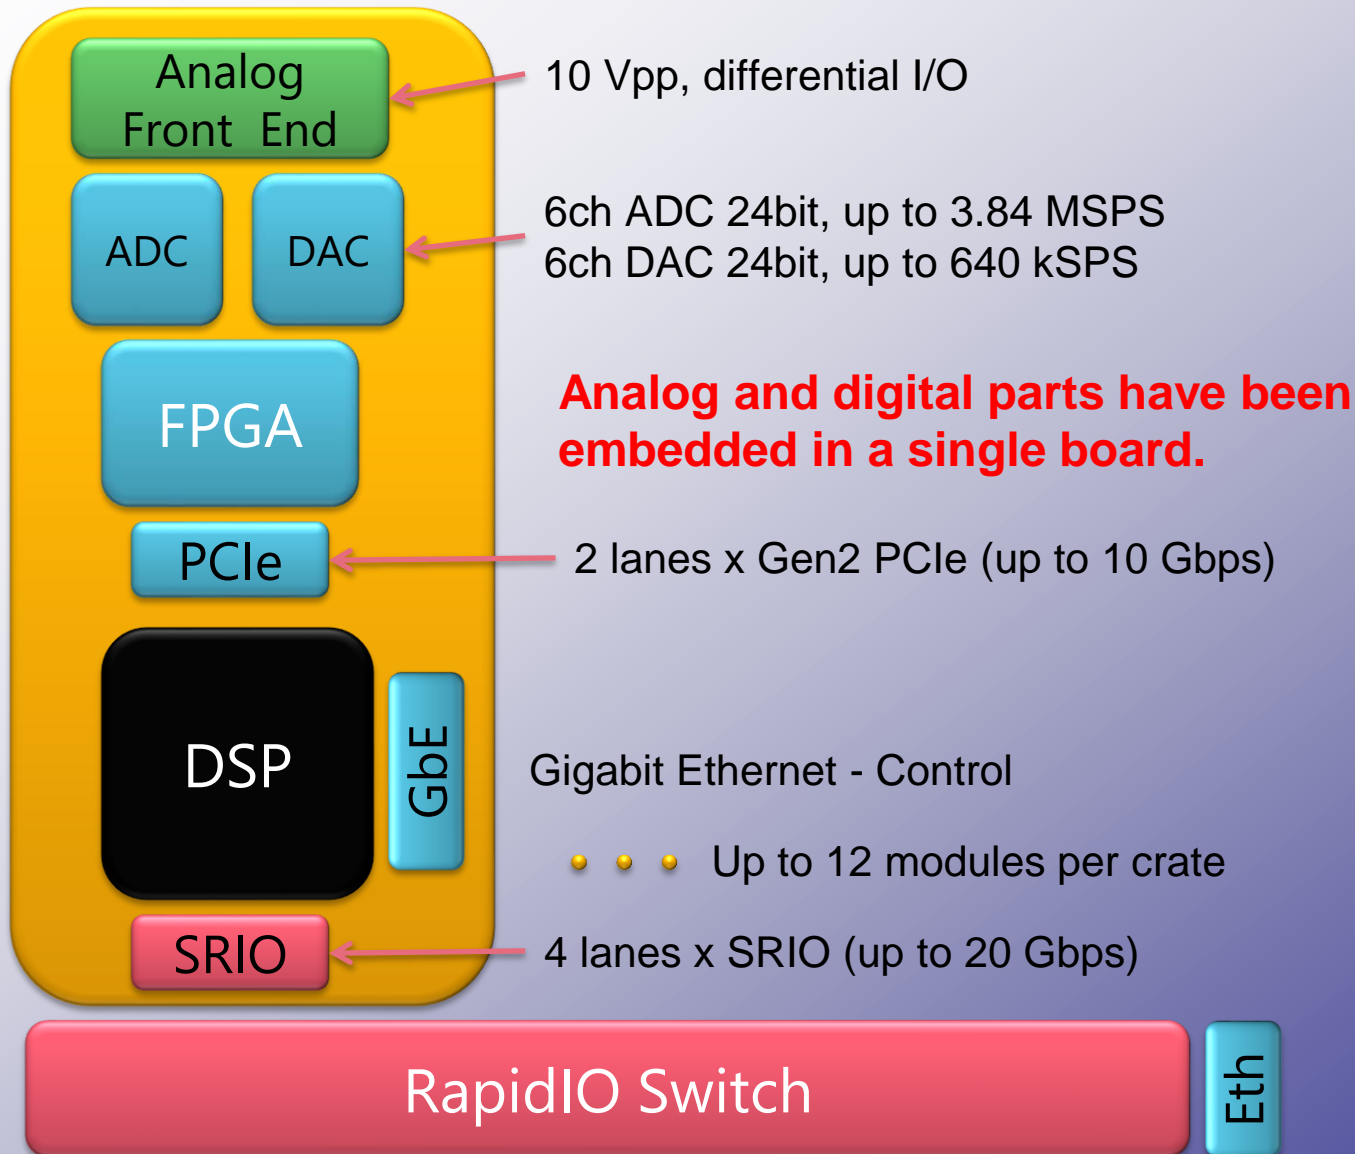 Analog
Front End
10 Vpp, differential I/O
ADC
DAC
6ch ADC 24bit, up to 3.84 MSPS
6ch DAC 24bit, up to 640 kSPS
FPGA
Analog and digital parts have been
embedded in a single board.
PCIe
2 lanes x Gen2 PCIe (up to 10 Gbps)
DSP
GbE
Gigabit Ethernet - Control
Up to 12 modules per crate
SRIO
4 lanes x SRIO (up to 20 Gbps)
RapidIO Switch
Eth